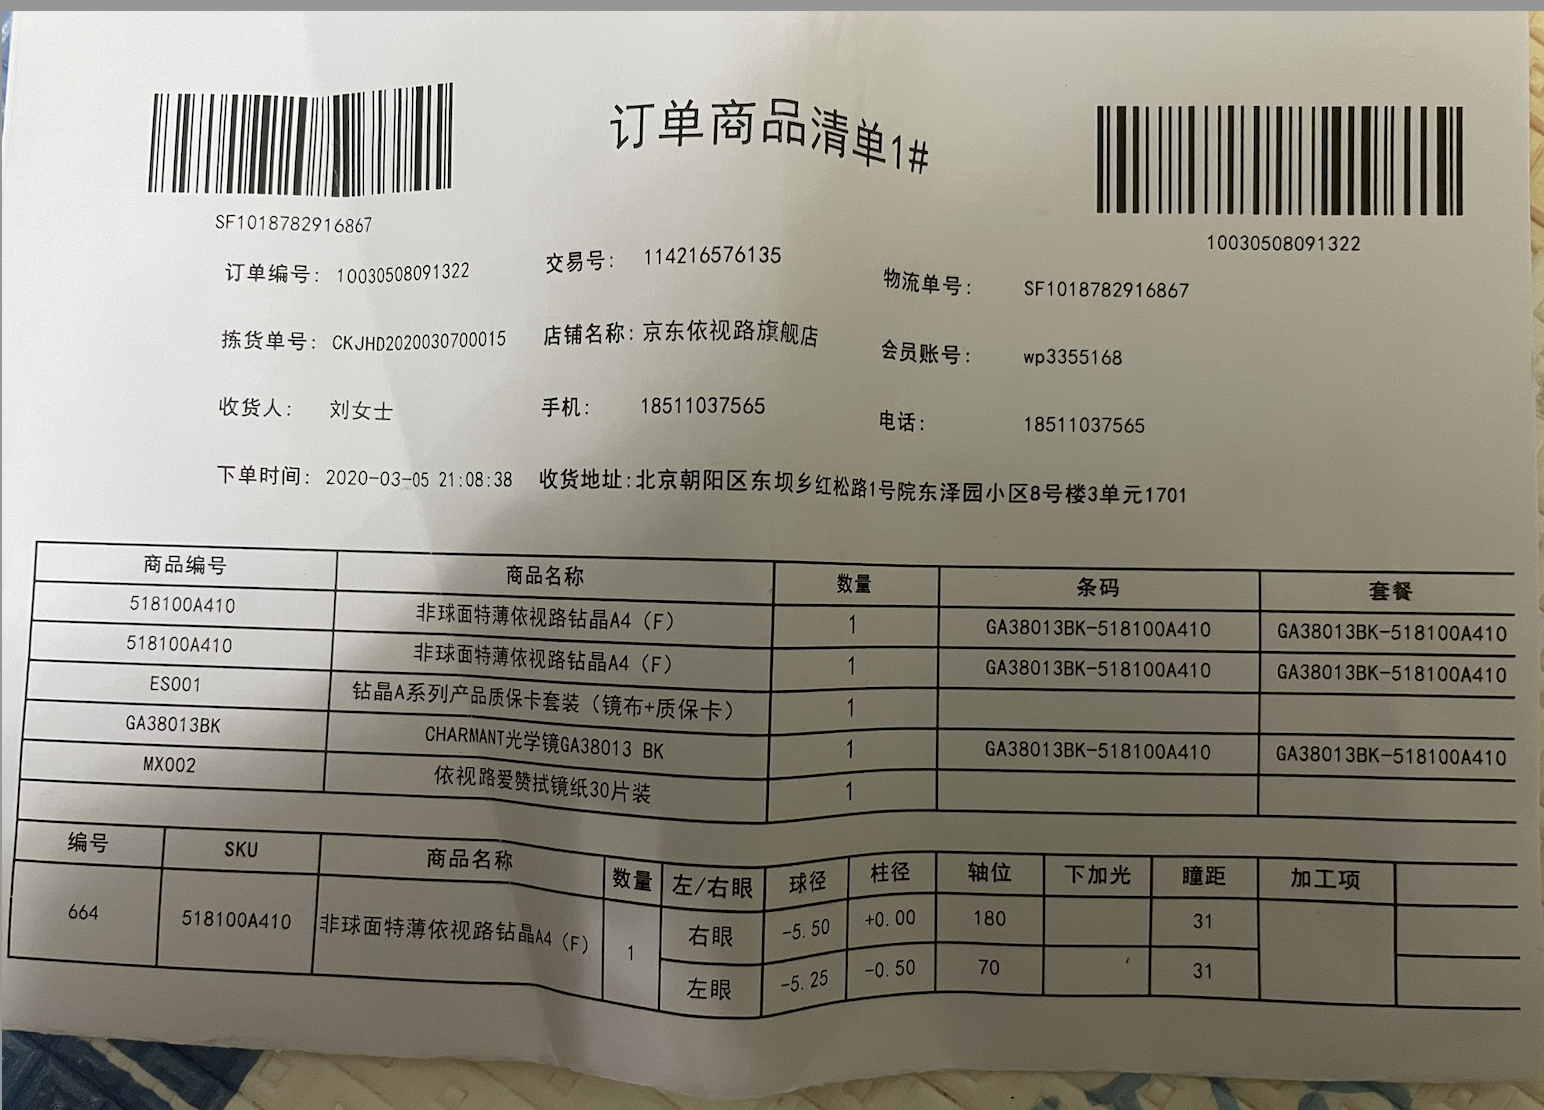 订单商品清单1#
SF1018782916867
10030508091322
订单编号: 10030508091322 交易号: 114216576135 物流单号: SF1018782916867
拣货单号: CKJHD2020030700015 店铺名称: 京东依视路旗舰店 会员账号: wp3355168
收货人: 刘女士 手机: 18511037565 电话: 18511037565
下单时间: 2020-03-05 21:08:38 收货地址: 北京朝阳区东坝乡红松路1号院东泽园小区8号楼3单元1701
商品编号 商品名称 数量 条码 套餐
518100A410 非球面特薄依视路钻晶A4（F） 1 GA38013BK-518100A410 GA38013BK-518100A410
518100A410 非球面特薄依视路钻晶A4（F） 1 GA38013BK-518100A410 GA38013BK-518100A410
ES001 钻晶A系列产品质保卡套装（镜布+质保卡） 1
GA38013BK CHARMANT光学镜GA38013 BK 1 GA38013BK-518100A410 GA38013BK-518100A410
MX002 依视路爱赞拭镜纸30片装 1
编号 SKU 商品名称 数量 左/右眼 球径 柱径 轴位 下加光 瞳距 加工项
664 518100A410 非球面特薄依视路钻晶A4（F） 1 右眼 -5.50 +0.00 180 31
左眼 -5.25 -0.50 70 31